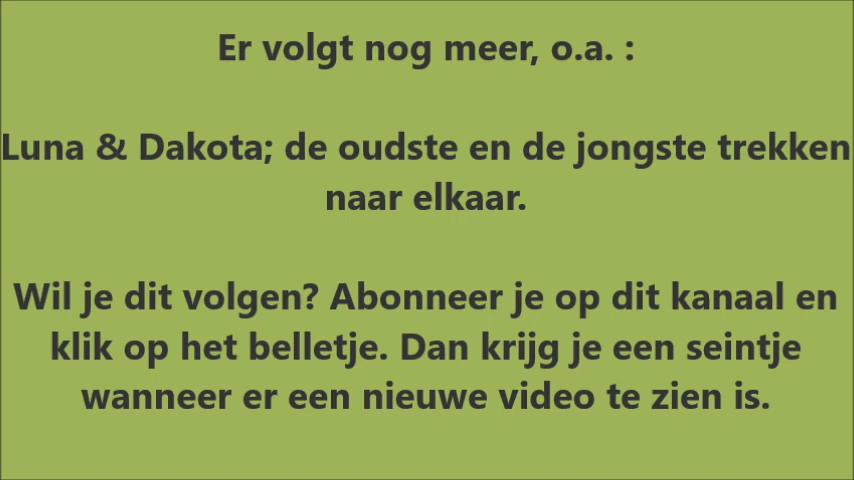 Er volgt nog meer, o.a. :
Luna & Dakota; de oudste en de jongste trekken
naar elkaar.
Wil je dit volgen? Abonneer je op dit kanaal en
klik op het belletje. Dan krijg je een seintje
wanneer er een nieuwe video te zien is.